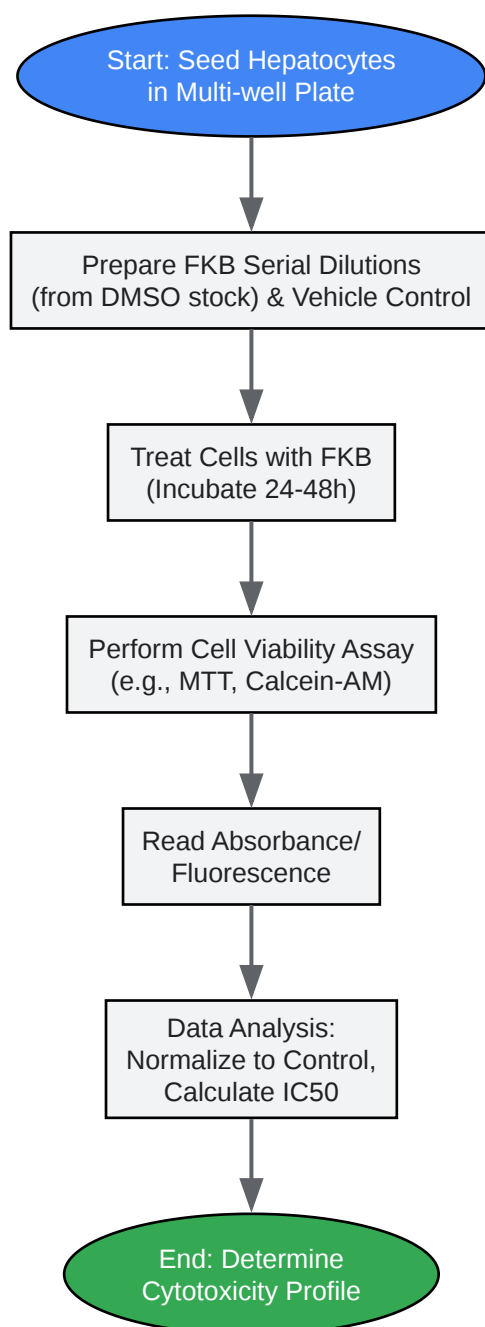 Start: Seed Hepatocytes
in Multi-well Plate
Prepare FKB Serial Dilutions
(from DMSO stock) & Vehicle Control
Treat Cells with FKB
(Incubate 24-48h)
Perform Cell Viability Assay
(e.g., MTT, Calcein-AM)
Read Absorbance/
Fluorescence
Data Analysis:
Normalize to Control,
Calculate IC50
End: Determine
Cytotoxicity Profile